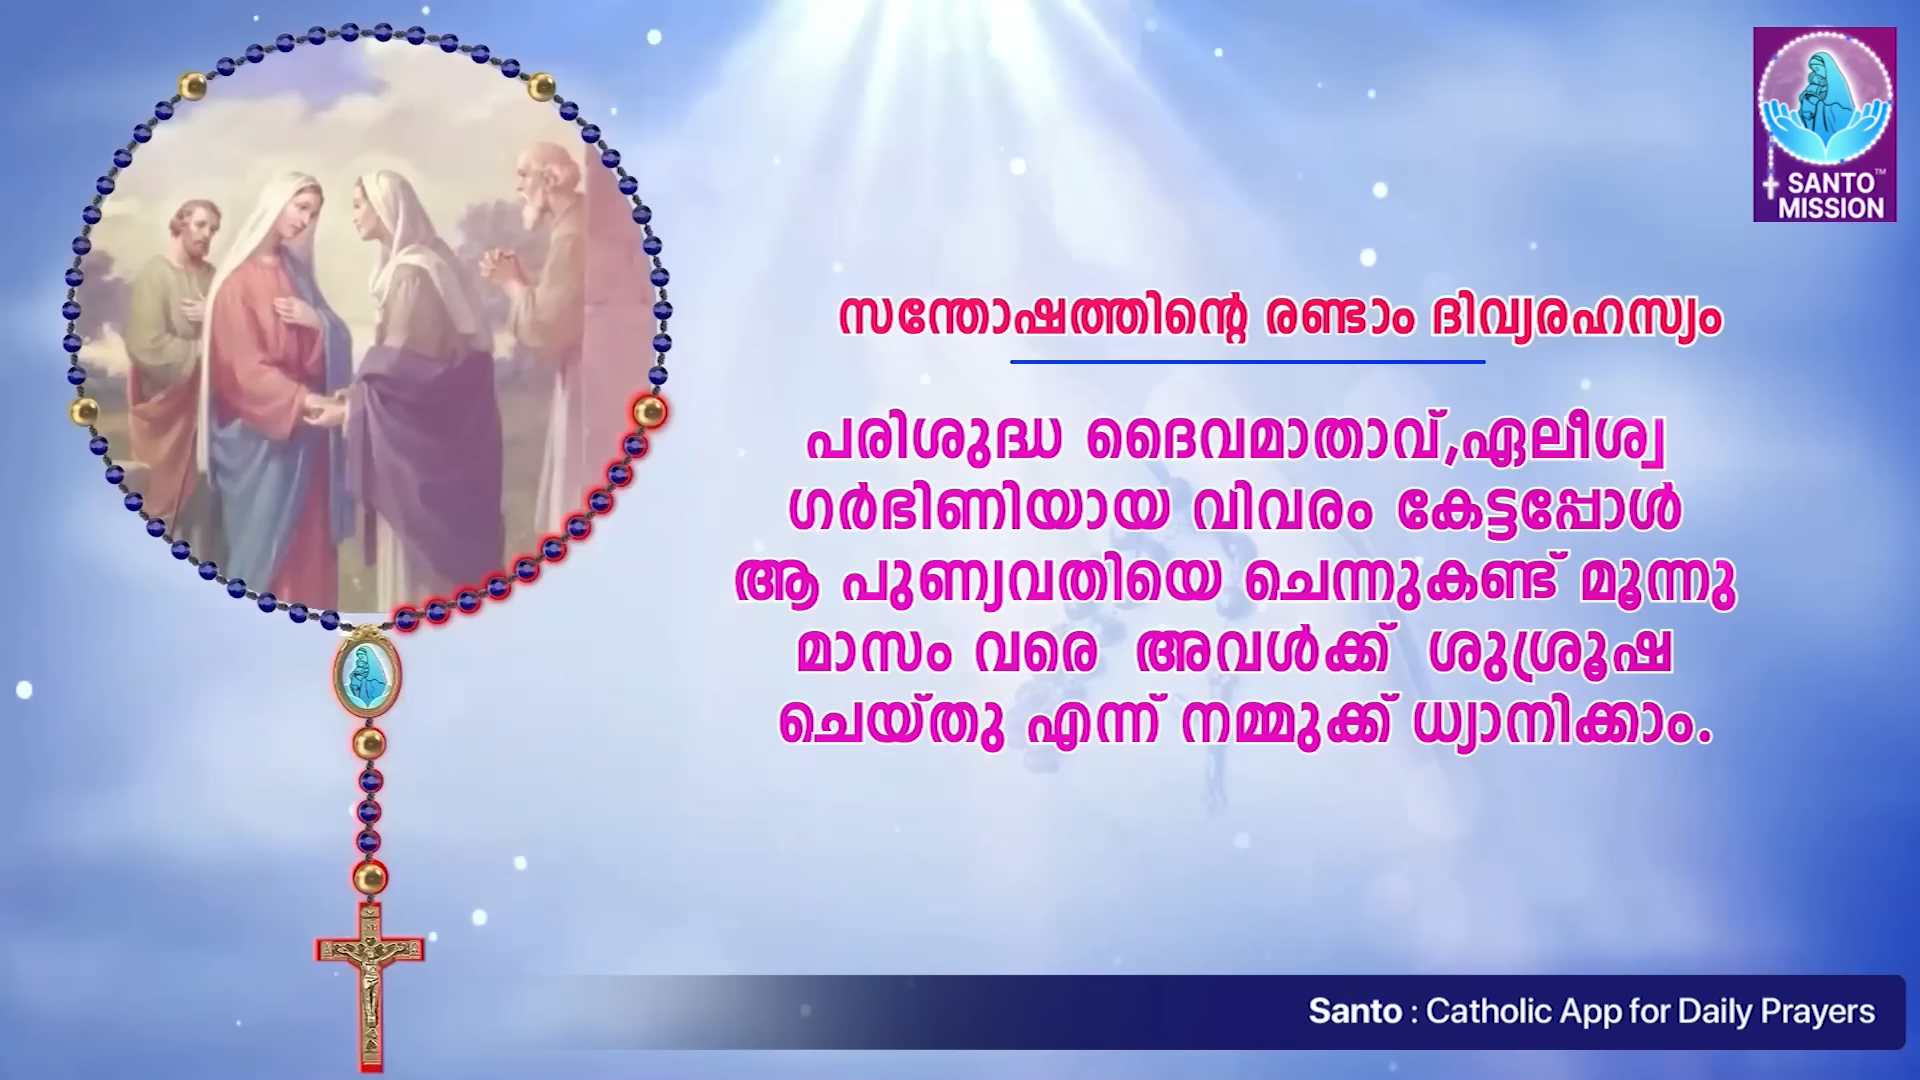 SANTO™
MISSION
സന്തോഷത്തിന്റെ രണ്ടാം ദിവ്യരഹസ്യം
പരിശുദ്ധ ദൈവമാതാവ്,ഏലീശ്വ
ഗർഭിണിയായ വിവരം കേട്ടപ്പോൾ
ആ പുണ്യവതിയെ ചെന്നുകണ്ട് മൂന്നു
മാസം വരെ അവൾക്ക് ശുശ്രൂഷ
ചെയ്തു എന്ന് നമ്മുക്ക് ധ്യാനിക്കാം.
Santo : Catholic App for Daily Prayers